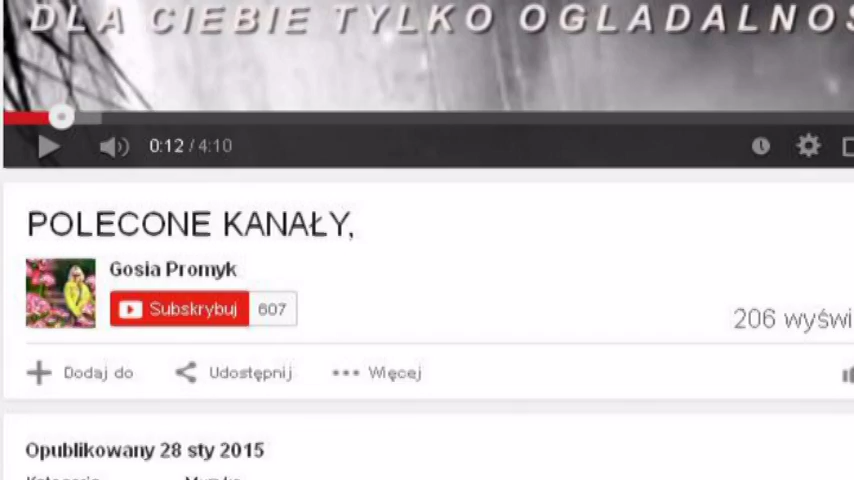 DLA CIEBIE TYLKO OGLADALNOS
0:12 / 4:10
POLECONE KANAŁY,
Gosia Promyk
Subskrybuj 607
206 wyświ
Dodaj do Udostępnij Więcej
Opublikowany 28 sty 2015